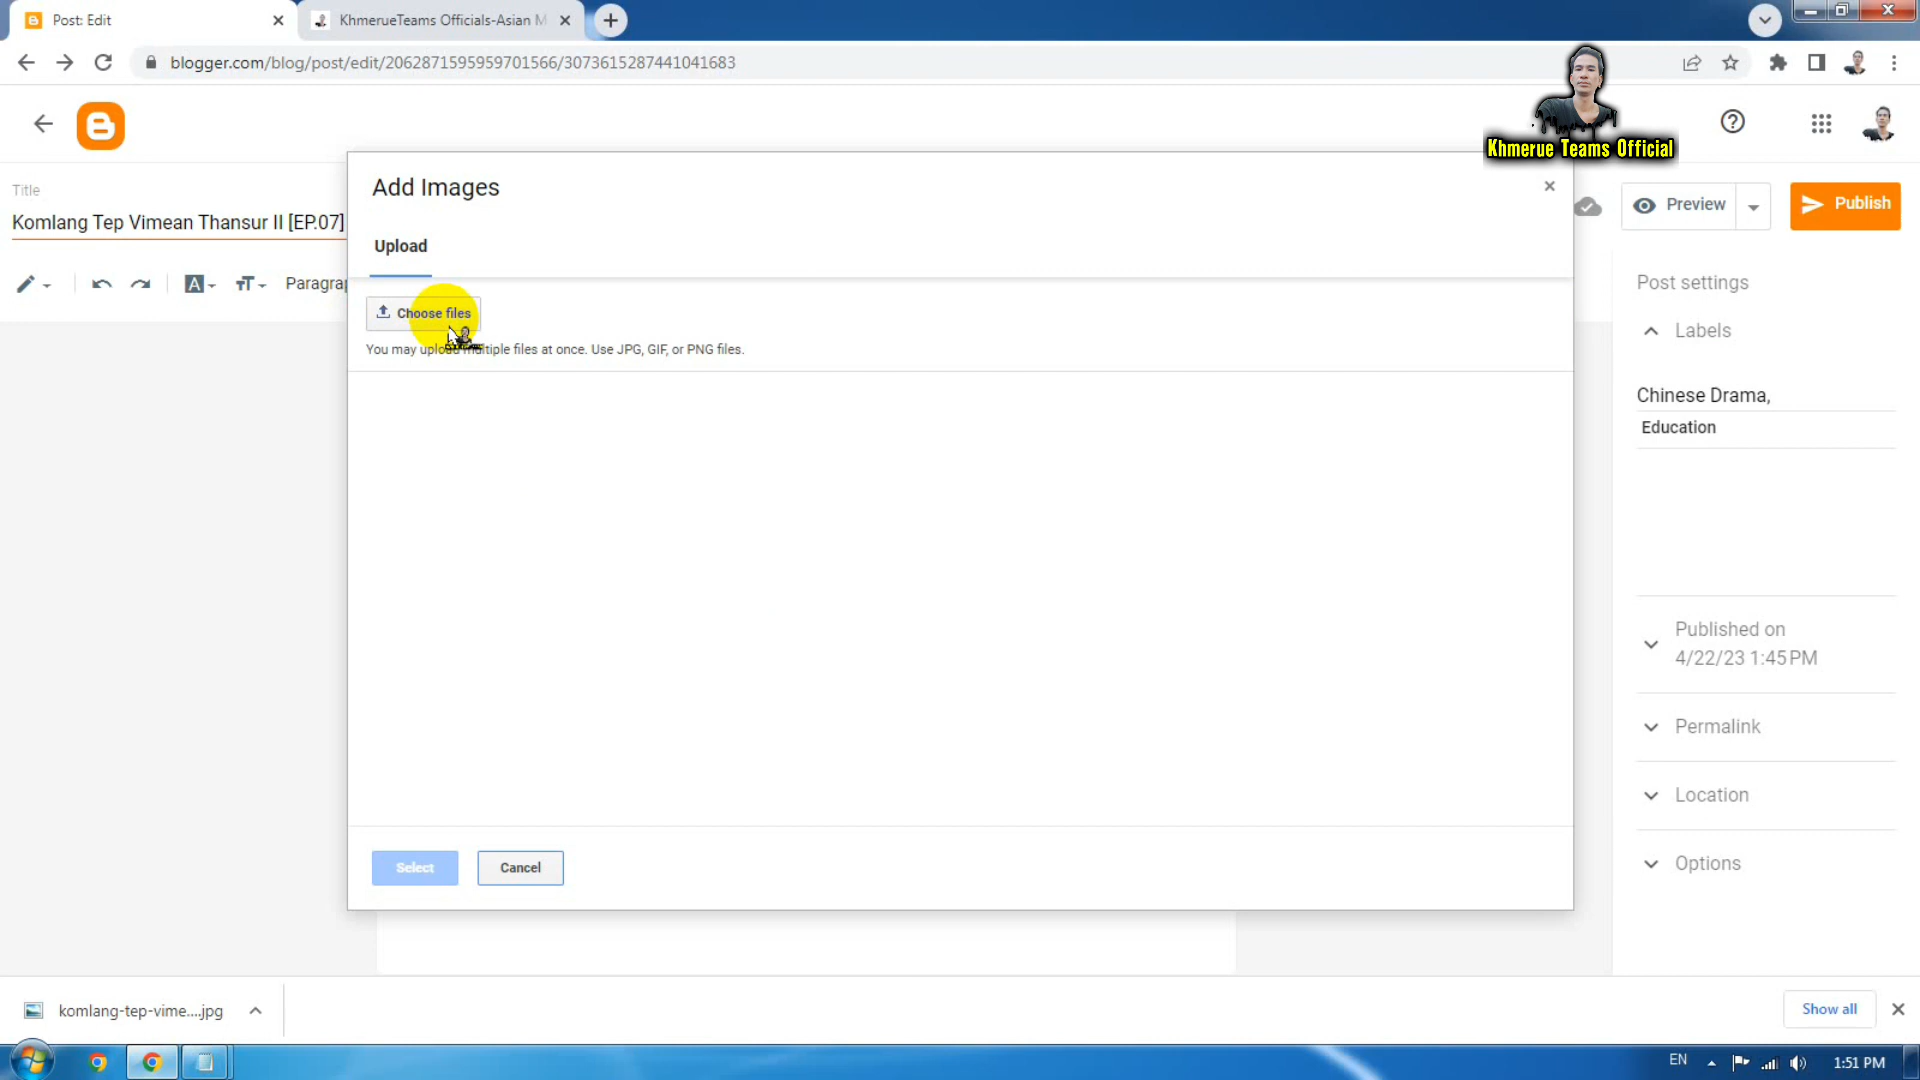 Post: Edit
KhmerueTeams Officials-Asian M
blogger.com/blog/post/edit/2062871595959701566/3073615287441041683
Khmerue Teams Official
Add Images
Title
Komlang Tep Vimean Thansur II [EP.07]
Preview
Publish
Upload
Paragrap
Choose files
You may upload multiple files at once. Use JPG, GIF, or PNG files.
Post settings
Labels
Chinese Drama,
Education
Published on
4/22/23 1:45 PM
Permalink
Location
Options
Select
Cancel
komlang-tep-vime....jpg
Show all
EN
1:51 PM